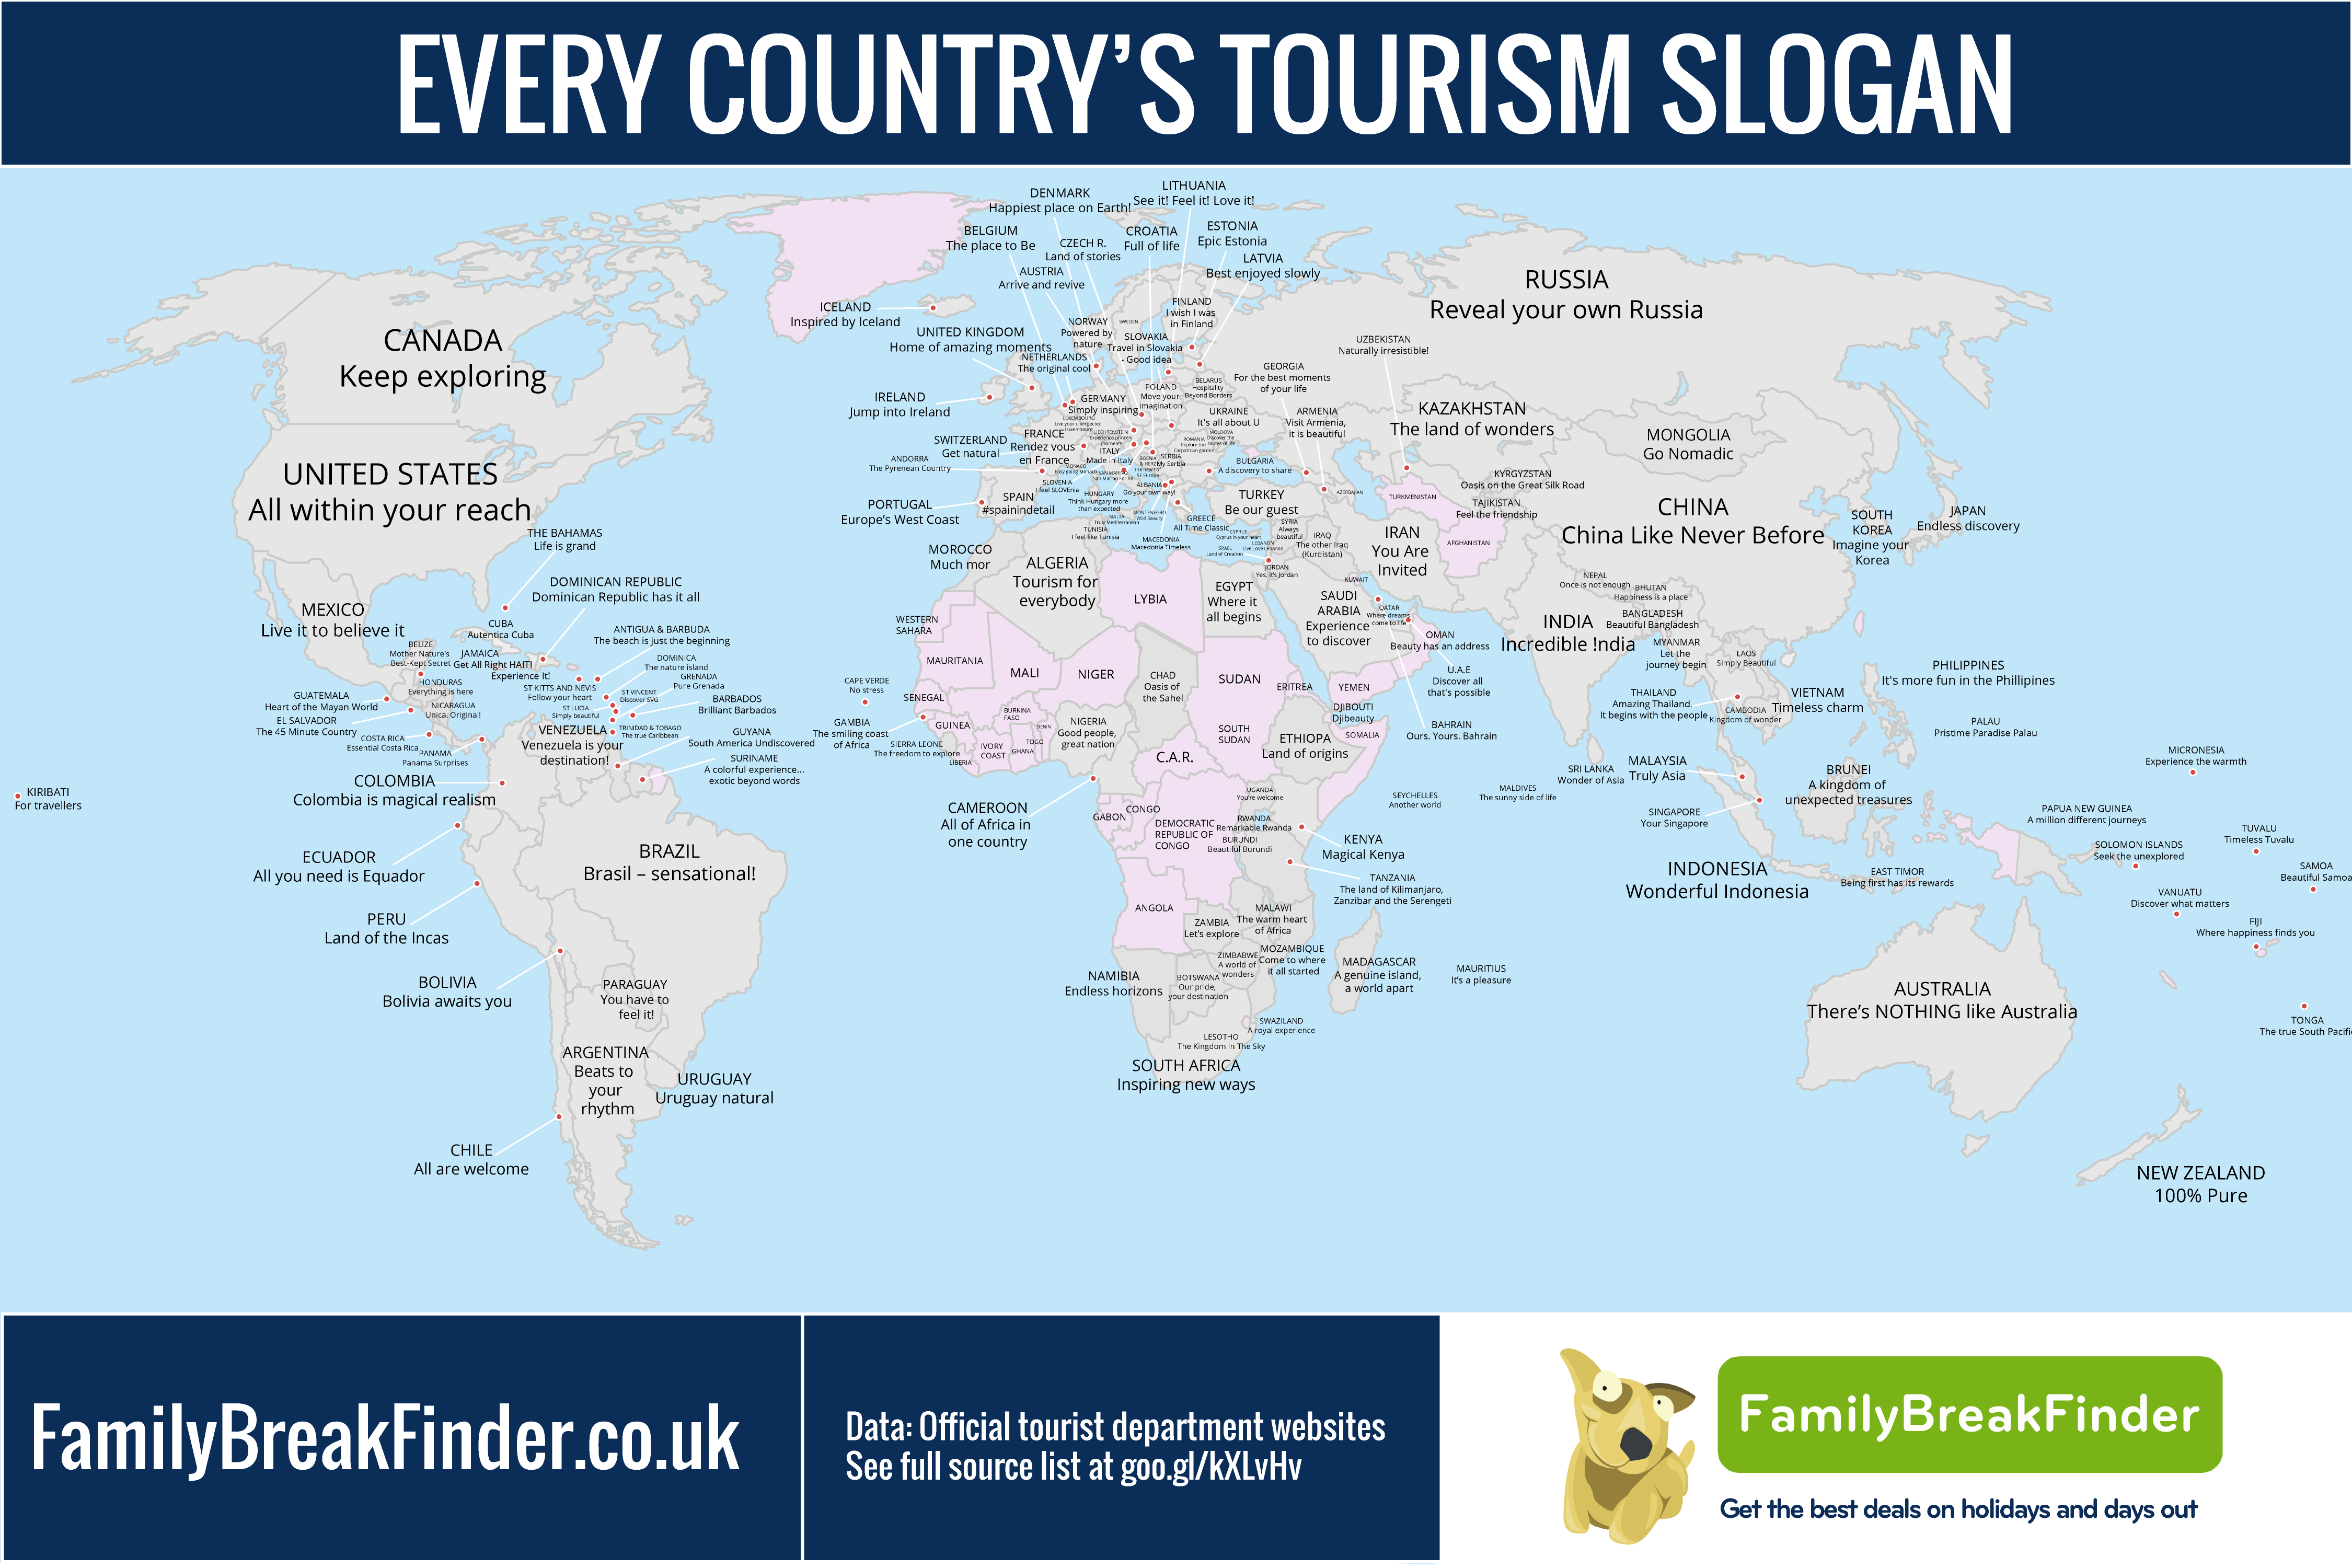 EVERY COUNTRY'S TOURISM SLOGAN
DENMARK
Happiest place on Earth!
LITHUANIA
See it! Feel it! Love it!
BELGIUM
The place to Be
CZECH R.
Land of stories
CROATIA
Full of life
ESTONIA
Epic Estonia
LATVIA
Best enjoyed slowly
AUSTRIA
Arrive and revive
ICELAND
Inspired by Iceland
UNITED KINGDOM
Home of amazing moments
NORWAY
Powered by
nature
SWEDEN
FINLAND
I wish I was
in Finland
SLOVAKIA
Travel in Slovakia
- Good idea
NETHERLANDS
The original cool
RUSSIA
Reveal your own Russia
CANADA
Keep exploring
UZBEKISTAN
Naturally irresistible!
GEORGIA
For the best moments
of your life
BELARUS
Hospitality
Beyond Borders
POLAND
Move your
imagination
IRELAND
Jump into Ireland
GERMANY
Simply inspiring
LUXEMBOURG
Live your unexpected
Luxembourg
UKRAINE
It's all about U
ARMENIA
Visit Armenia,
it is beautiful
KAZAKHSTAN
The land of wonders
MONGOLIA
Go Nomadic
SWITZERLAND
Get natural
FRANCE
Rendez vous
en France
LIECHTENSTEIN
Experience princely
moments
ITALY
Made in Italy
MOLDOVA
Discover the
routes of life
ROMANIA
Explore the
Carpathian garden
BOSNIA
& HERZ
The heart of
SE Europe
SERBIA
My Serbia
BULGARIA
A discovery to share
ANDORRA
The Pyrenean Country
MONACO
Easy going Monaco
SAN MARINO
San Marino For All
SLOVENIA
I feel SLOVEnia
ALBANIA
Go your own way!
HUNGARY
Think Hungary more
than expected
PORTUGAL
Europe's West Coast
SPAIN
#spainindetail
MALTA
Truly Mediterranean
MONTENEGRO
Wild Beauty
GREECE
All Time Classic
TURKEY
Be our guest
AZERBAIJAN
TURKMENISTAN
KYRGYZSTAN
Oasis on the Great Silk Road
TAJIKISTAN
Feel the friendship
UNITED STATES
All within your reach
THE BAHAMAS
Life is grand
CHINA
China Like Never Before
SOUTH
KOREA
Imagine your
Korea
JAPAN
Endless discovery
TUNISIA
I feel like Tunisia
MACEDONIA
Macedonia Timeless
CYPRUS
Cyprus in your heart
SYRIA
Always
beautiful
LEBANON
Live Love Lebanon
ISRAEL
Land of Creation
IRAQ
The other Iraq
(Kurdistan)
IRAN
You Are
Invited
AFGHANISTAN
MOROCCO
Much mor
ALGERIA
Tourism for
everybody
LYBIA
EGYPT
Where it
all begins
JORDAN
Yes, it's Jordan
KUWAIT
SAUDI
ARABIA
Experience
to discover
QATAR
Where dreams
come to life
OMAN
Beauty has an address
U.A.E
Discover all
that's possible
BAHRAIN
Ours. Yours. Bahrain
NEPAL
Once is not enough
BHUTAN
Happiness is a place
BANGLADESH
Beautiful Bangladesh
INDIA
Incredible !ndia
MYANMAR
Let the
journey begin
LAOS
Simply Beautiful
PHILIPPINES
It's more fun in the Phillipines
THAILAND
Amazing Thailand.
It begins with the people
VIETNAM
Timeless charm
CAMBODIA
Kingdom of wonder
PALAU
Pristine Paradise Palau
MICRONESIA
Experience the warmth
DOMINICAN REPUBLIC
Dominican Republic has it all
MEXICO
Live it to believe it
CUBA
Autentica Cuba
ANTIGUA & BARBUDA
The beach is just the beginning
BELIZE
Mother Nature's
Best-Kept Secret
JAMAICA
Get All Right
HAITI
Experience It!
DOMINICA
The nature island
GRENADA
Pure Grenada
HONDURAS
Everything is here
ST KITTS AND NEVIS
Follow your heart
ST VINCENT
Discover SVG
BARBADOS
Brilliant Barbados
GUATEMALA
Heart of the Mayan World
NICARAGUA
Unica. Original!
ST LUCIA
Simply beautiful
EL SALVADOR
The 45 Minute Country
TRINIDAD & TOBAGO
The true Caribbean
COSTA RICA
Essential Costa Rica
PANAMA
Panama Surprises
VENEZUELA
Venezuela is your
destination!
GUYANA
South America Undiscovered
SURINAME
A colorful experience...
exotic beyond words
COLOMBIA
Colombia is magical realism
KIRIBATI
For travellers
ECUADOR
All you need is Equador
BRAZIL
Brasil – sensational!
PERU
Land of the Incas
BOLIVIA
Bolivia awaits you
PARAGUAY
You have to
feel it!
ARGENTINA
Beats to
your
rhythm
URUGUAY
Uruguay natural
CHILE
All are welcome
WESTERN
SAHARA
MAURITANIA
MALI
NIGER
CHAD
Oasis of
the Sahel
SUDAN
ERITREA
YEMEN
CAPE VERDE
No stress
SENEGAL
GAMBIA
The smiling coast
of Africa
GUINEA
BURKINA
FASO
BENIN
TOGO
GHANA
IVORY
COAST
SIERRA LEONE
The freedom to explore
LIBERIA
NIGERIA
Good people,
great nation
DJIBOUTI
Djibeauty
SOUTH
SUDAN
ETHIOPA
Land of origins
SOMALIA
C.A.R.
CAMEROON
All of Africa in
one country
UGANDA
You're welcome
GABON
CONGO
DEMOCRATIC
REPUBLIC OF
CONGO
RWANDA
Remarkable Rwanda
BURUNDI
Beautiful Burundi
KENYA
Magical Kenya
TANZANIA
The land of Kilimanjaro,
Zanzibar and the Serengeti
SEYCHELLES
Another world
MALDIVES
The sunny side of life
SRI LANKA
Wonder of Asia
MALAYSIA
Truly Asia
SINGAPORE
Your Singapore
BRUNEI
A kingdom of
unexpected treasures
INDONESIA
Wonderful Indonesia
EAST TIMOR
Being first has its rewards
PAPUA NEW GUINEA
A million different journeys
SOLOMON ISLANDS
Seek the unexplored
TUVALU
Timeless Tuvalu
SAMOA
Beautiful Samoa
VANUATU
Discover what matters
FIJI
Where happiness finds you
TONGA
The true South Pacific
ANGOLA
ZAMBIA
Let's explore
MALAWI
The warm heart
of Africa
ZIMBABWE
A world of
wonders
MOZAMBIQUE
Come to where
it all started
NAMIBIA
Endless horizons
BOTSWANA
Our pride,
your destination
MADAGASCAR
A genuine island,
a world apart
MAURITIUS
It's a pleasure
SWAZILAND
A royal experience
LESOTHO
The Kingdom In The Sky
SOUTH AFRICA
Inspiring new ways
AUSTRALIA
There's NOTHING like Australia
NEW ZEALAND
100% Pure
FamilyBreakFinder.co.uk
Data: Official tourist department websites
See full source list at goo.gl/kXLvHv
FamilyBreakFinder
Get the best deals on holidays and days out